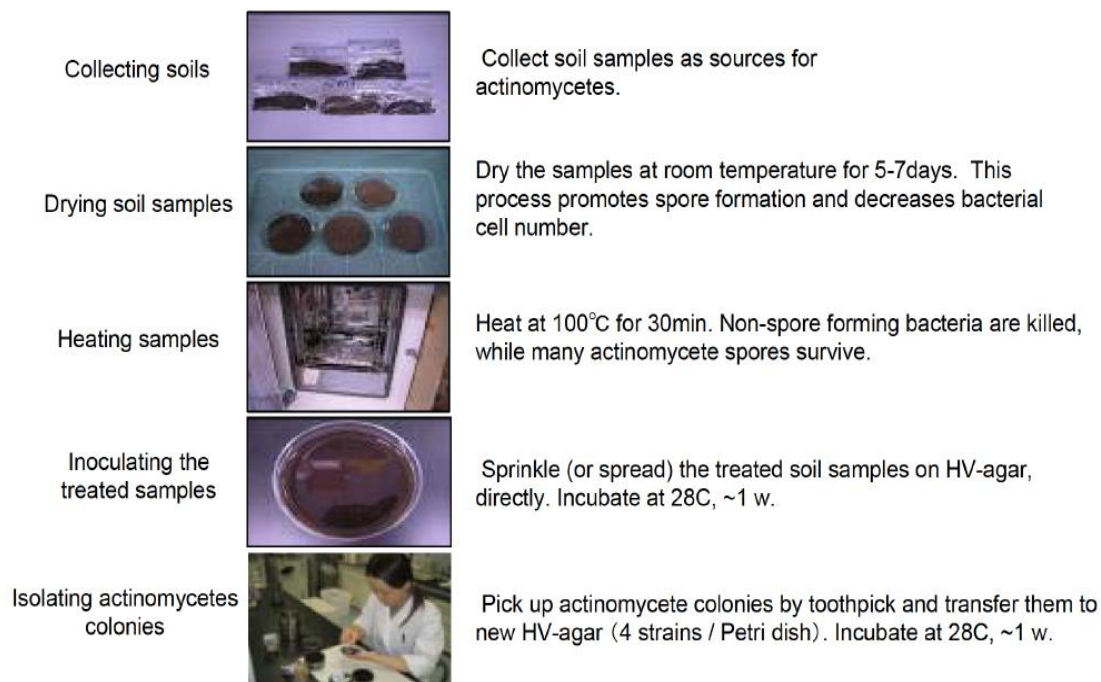 Collecting soils
Collect soil samples as sources for
actinomycetes.
Drying soil samples
Dry the samples at room temperature for 5-7days. This
process promotes spore formation and decreases bacterial
cell number.
Heating samples
Heat at 100℃ for 30min. Non-spore forming bacteria are killed,
while many actinomycete spores survive.
Inoculating the
treated samples
Sprinkle (or spread) the treated soil samples on HV-agar,
directly. Incubate at 28C, ~1 w.
Isolating actinomycetes
colonies
Pick up actinomycete colonies by toothpick and transfer them to
new HV-agar (4 strains / Petri dish). Incubate at 28C, ~1 w.